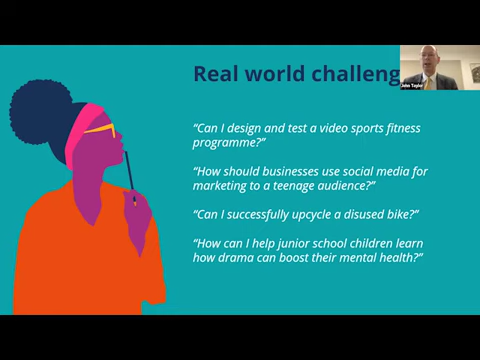 Real world challeng
John Taylor
“Can I design and test a video sports fitness
programme?”
“How should businesses use social media for
marketing to a teenage audience?”
“Can I successfully upcycle a disused bike?”
“How can I help junior school children learn
how drama can boost their mental health?”